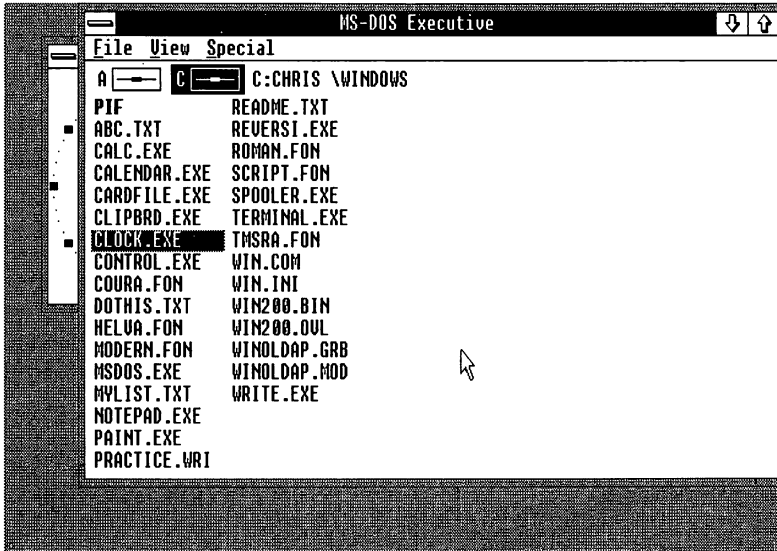 MS-DOS Executive
File View Special
A C C:CHRIS \WINDOWS
PIF README.TXT
ABC.TXT REVERSI.EXE
CALC.EXE ROMAN.FON
CALENDAR.EXE SCRIPT.FON
CARDFILE.EXE SPOOLER.EXE
CLIPBRD.EXE TERMINAL.EXE
CLOCK.EXE TMSRA.FON
CONTROL.EXE WIN.COM
COURA.FON WIN.INI
DOTHIS.TXT WIN200.BIN
HELVA.FON WIN200.OVL
MODERN.FON WINOLDAP.GRB
MSDOS.EXE WINOLDAP.MOD
MYLIST.TXT WRITE.EXE
NOTEPAD.EXE
PAINT.EXE
PRACTICE.WRI